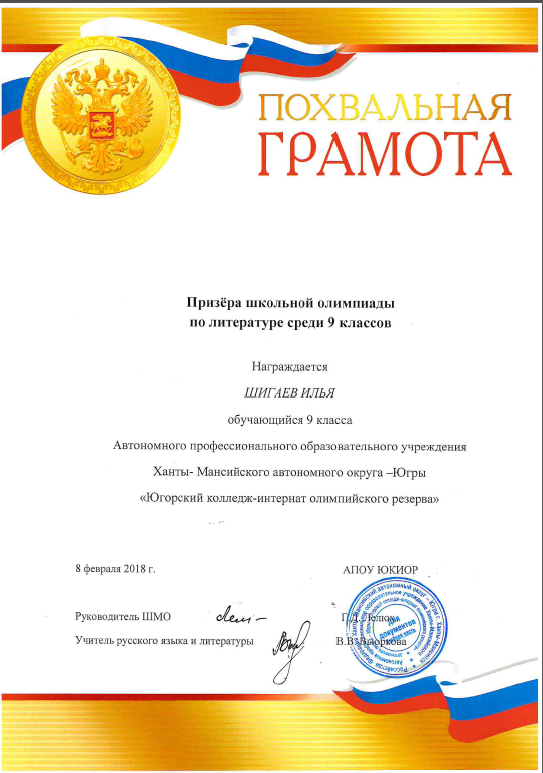 ПОХВАЛЬНАЯ
ГРАМОТА
Призёра школьной олимпиады
по литературе среди 9 классов
Награждается
ШИГАЕВ ИЛЬЯ
обучающийся 9 класса
Автономного профессионального образовательного учреждения
Ханты- Мансийского автономного округа –Югры
«Югорский колледж-интернат олимпийского резерва»
8 февраля 2018 г. АПОУ ЮКИОР
Руководитель ШМО Г.Д.
Учитель русского языка и литературы В.В.
Для
документов